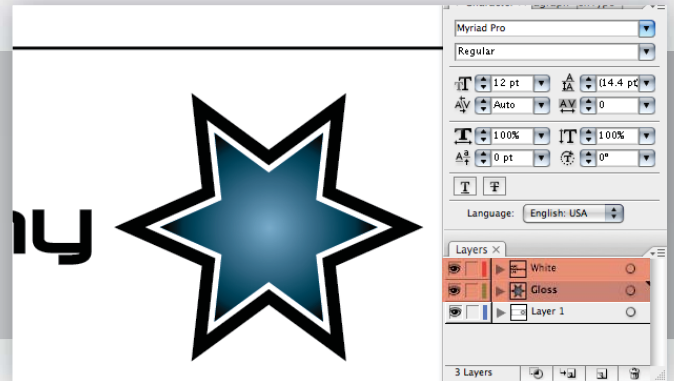 ny
Myriad Pro
Regular
12 pt
(14.4 pt)
Auto
0
100%
100%
0 pt
0°
Language: English: USA
Layers ×
White
Gloss
Layer 1
3 Layers